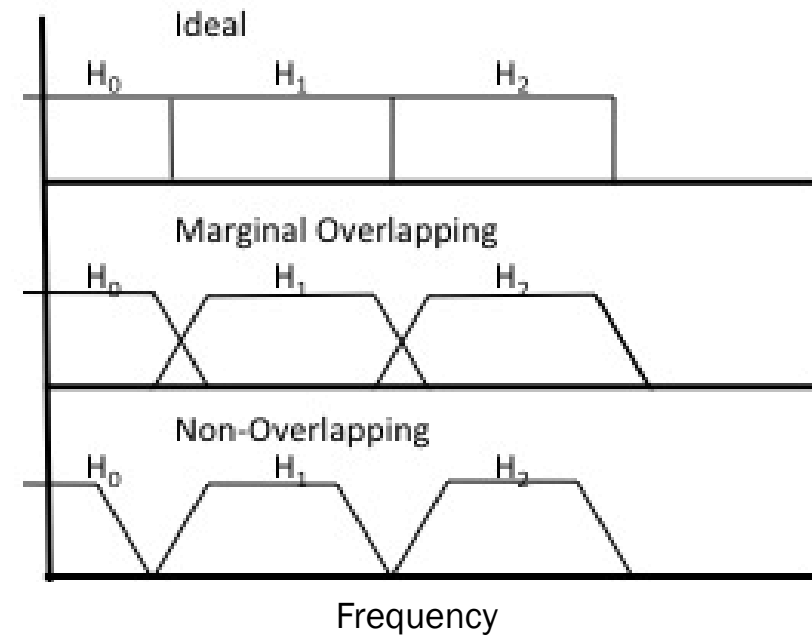 Ideal
H₀ H₁ H₂
Marginal Overlapping
H₀ H₁ H₂
Non-Overlapping
H₀ H₁ H₂
Frequency